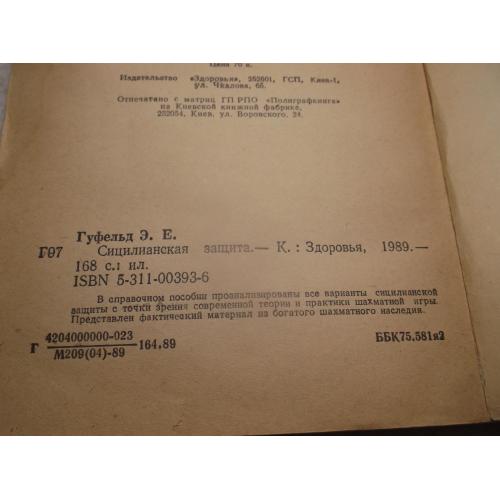 Цена 70 к.
Издательство «Здоровья», 252601, ГСП, Киев-1,
ул. Чкалова, 65.
Отпечатано с матриц ГП РПО «Полиграфкнига»
на Киевской книжной фабрике,
252054, Киев, ул. Воровского, 24.
Гуфельд Э. Е.
Г97 Сицилианская защита.— К. : Здоровья, 1989.—
168 с.: ил.
ISBN 5-311-00393-6
В справочном пособии проанализированы все варианты сицилианской
защиты с точки зрения современной теории и практики шахматной игры.
Представлен фактический материал из богатого шахматного наследия.
Г 4204000000-023
М209(04)-89 164.89 ББК75.581я2